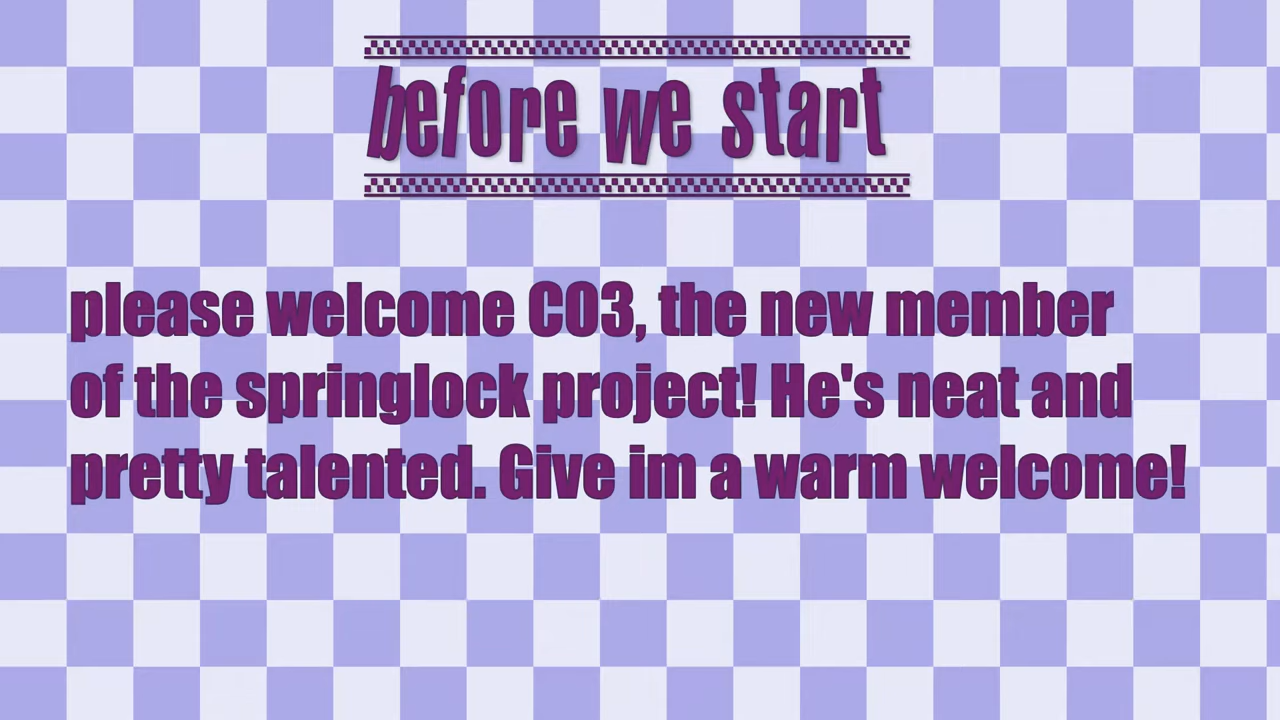 before we start
please welcome CO3, the new member
of the springlock project! He's neat and
pretty talented. Give im a warm welcome!